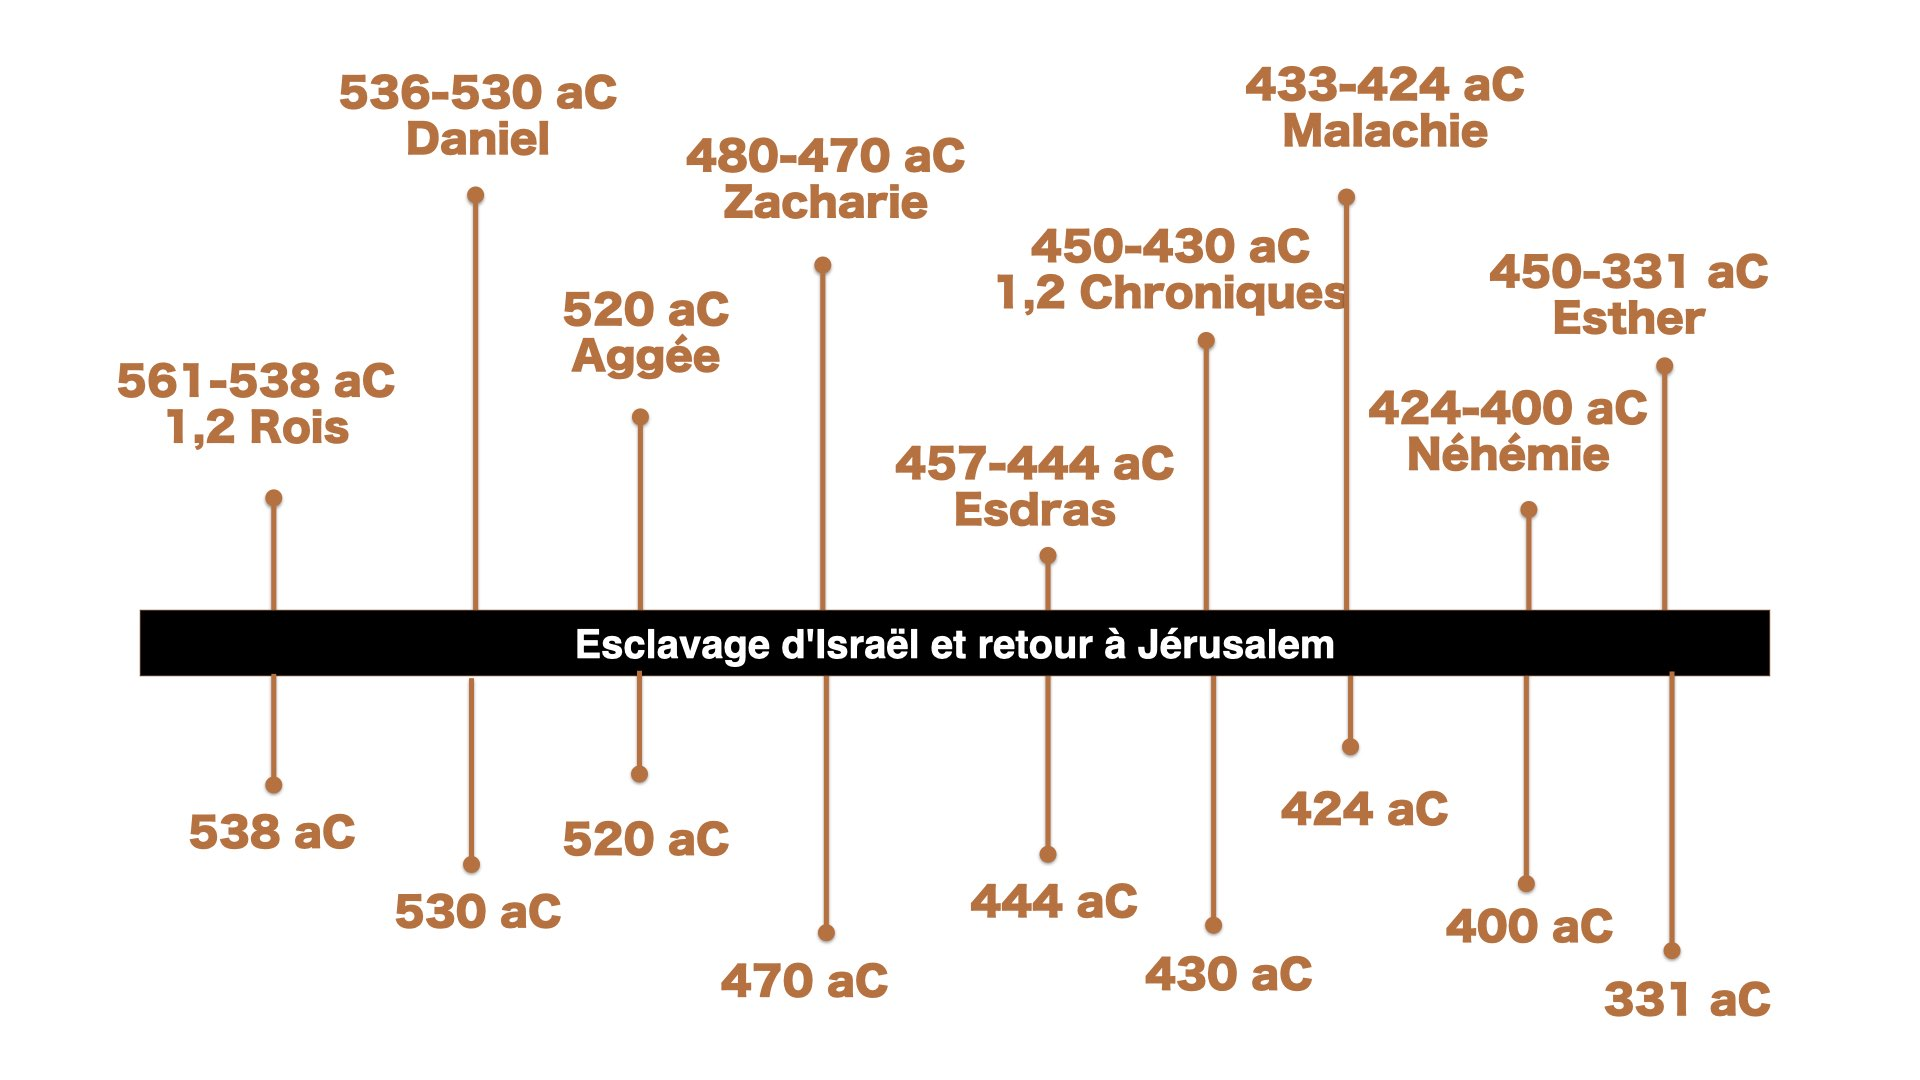 536-530 aC
Daniel
433-424 aC
Malachie
480-470 aC
Zacharie
450-430 aC
1,2 Chroniques
450-331 aC
Esther
520 aC
Aggée
561-538 aC
1,2 Rois
424-400 aC
Néhémie
457-444 aC
Esdras
Esclavage d'Israël et retour à Jérusalem
538 aC
530 aC
520 aC
470 aC
444 aC
430 aC
424 aC
400 aC
331 aC